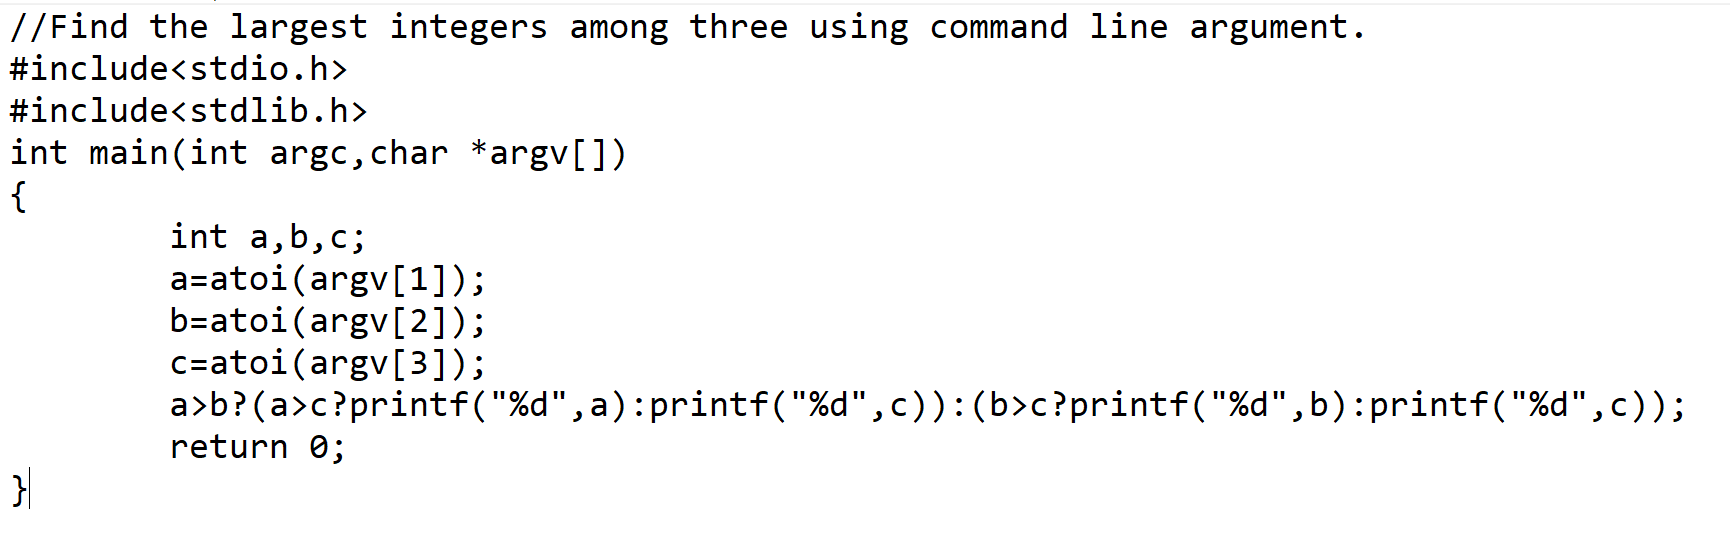 //Find the largest integers among three using command line argument.
#include<stdio.h>
#include<stdlib.h>
int main(int argc,char *argv[])
{
        int a,b,c;
        a=atoi(argv[1]);
        b=atoi(argv[2]);
        c=atoi(argv[3]);
        a>b?(a>c?printf("%d",a):printf("%d",c)):(b>c?printf("%d",b):printf("%d",c));
        return 0;
}